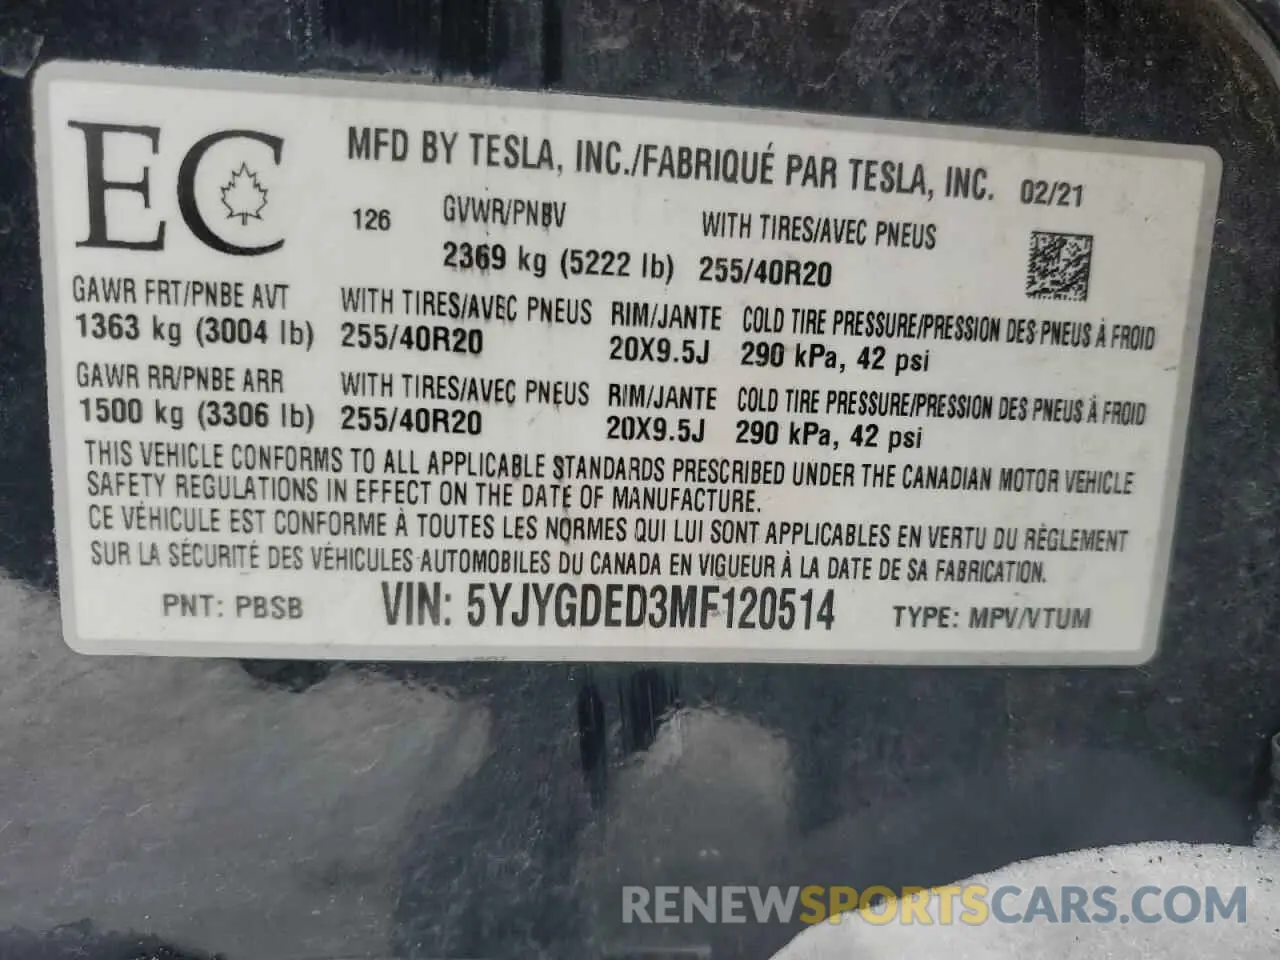 EC
MFD BY TESLA, INC./FABRIQUÉ PAR TESLA, INC. 02/21
126
GVWR/PNBV
2369 kg (5222 lb)
WITH TIRES/AVEC PNEUS
255/40R20
GAWR FRT/PNBE AVT
1363 kg (3004 lb)
WITH TIRES/AVEC PNEUS
255/40R20
RIM/JANTE
20X9.5J
COLD TIRE PRESSURE/PRESSION DES PNEUS À FROID
290 kPa, 42 psi
GAWR RR/PNBE ARR
1500 kg (3306 lb)
WITH TIRES/AVEC PNEUS
255/40R20
RIM/JANTE
20X9.5J
COLD TIRE PRESSURE/PRESSION DES PNEUS À FROID
290 kPa, 42 psi
THIS VEHICLE CONFORMS TO ALL APPLICABLE STANDARDS PRESCRIBED UNDER THE CANADIAN MOTOR VEHICLE
SAFETY REGULATIONS IN EFFECT ON THE DATE OF MANUFACTURE.
CE VÉHICULE EST CONFORME À TOUTES LES NORMES QUI LUI SONT APPLICABLES EN VERTU DU RÈGLEMENT
SUR LA SÉCURITÉ DES VÉHICULES AUTOMOBILES DU CANADA EN VIGUEUR À LA DATE DE SA FABRICATION.
PNT: PBSB
VIN: 5YJYGDED3MF120514
TYPE: MPV/VTUM
RENEWSPORTSCARS.COM